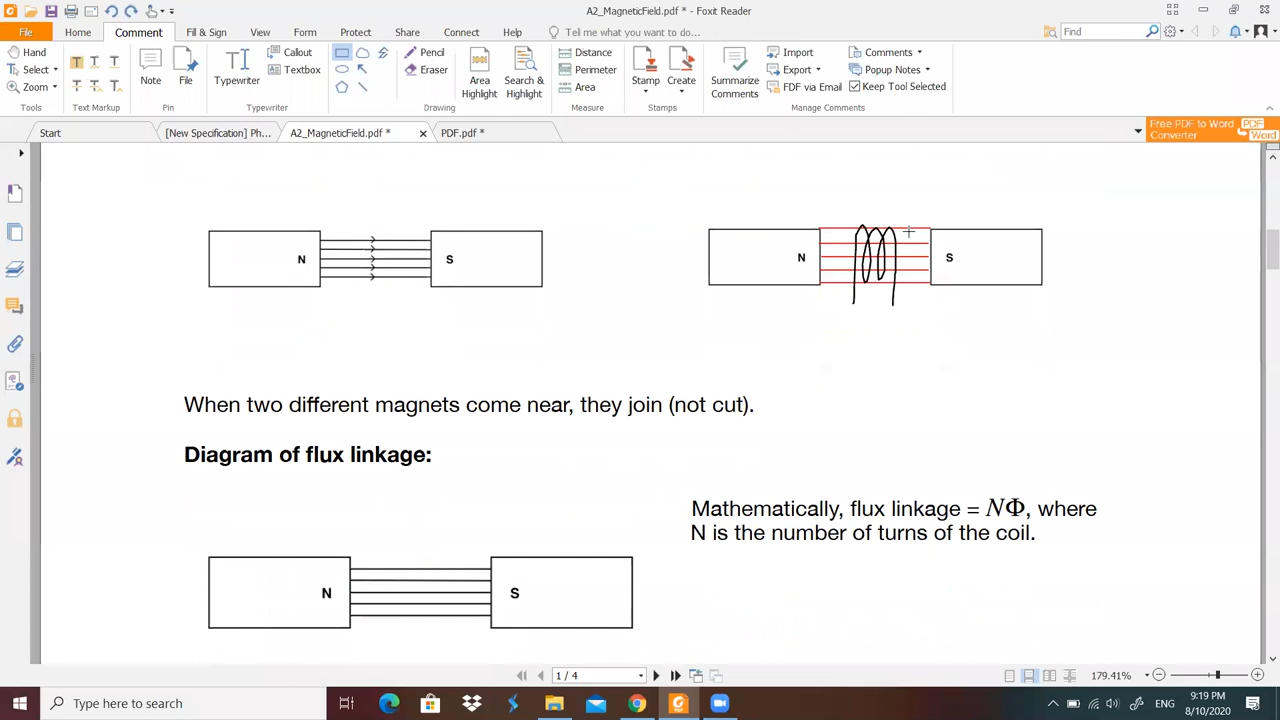 A2_MagneticField.pdf * - Foxit Reader
File Home Comment Fill & Sign View Form Protect Share Connect Help Tell me what you want to do... Find
Hand
Select
Zoom
Tools
T T T
T T T
Text Markup
Note
File
Pin
Typewriter
Callout
Textbox
Typewriter
Pencil
Eraser
Drawing
Area Highlight
Search & Highlight
Distance
Perimeter
Area
Measure
Stamp
Create
Stamps
Summarize Comments
Import
Export
FDF via Email
Comments
Popup Notes
Keep Tool Selected
Manage Comments
Start
[New Specification] Ph...
A2_MagneticField.pdf *
PDF.pdf *
Free PDF to Word Converter
PDF
Word
N S
N S
When two different magnets come near, they join (not cut).
Diagram of flux linkage:
Mathematically, flux linkage = NΦ, where
N is the number of turns of the coil.
N S
1 / 4
179.41%
Type here to search
ENG
9:19 PM
8/10/2020